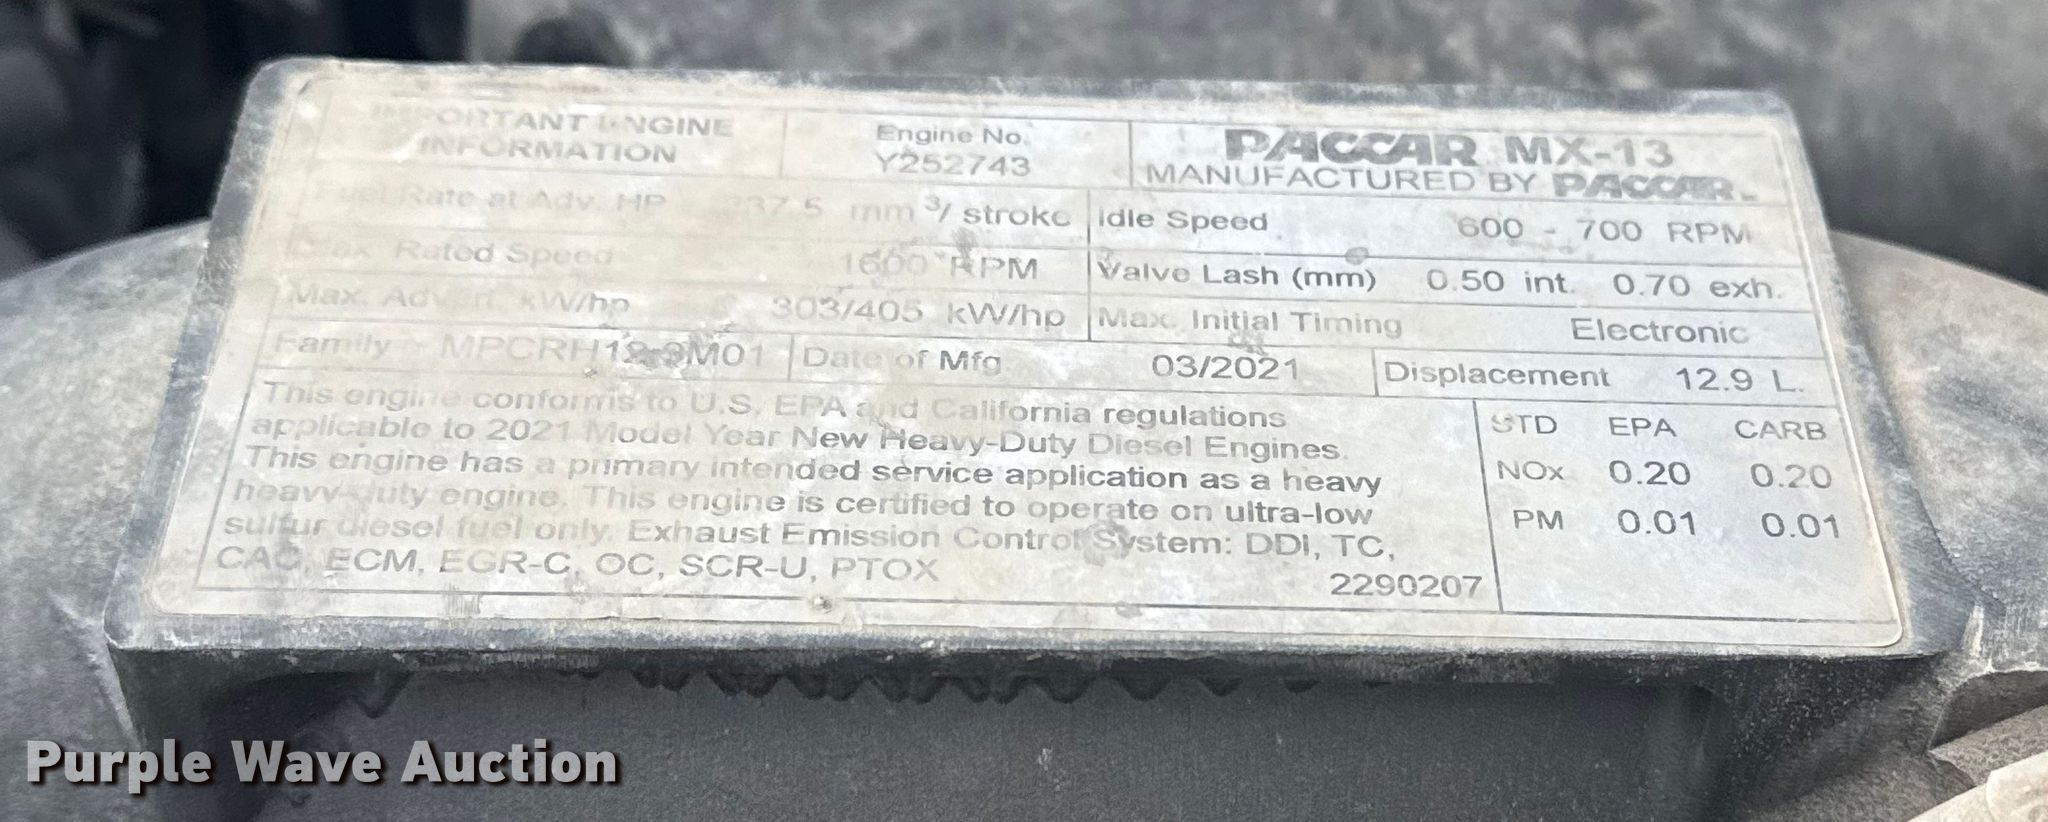 IMPORTANT ENGINE
INFORMATION
Engine No.
Y252743
PACCAR MX-13
MANUFACTURED BY PACCAR
Fuel Rate at Adv. HP 237.5 mm3/ stroke
Idle Speed 600 - 700 RPM
Max Rated Speed 1600 RPM
Valve Lash (mm) 0.50 int. 0.70 exh.
Max. Advert. kW/hp 303/405 kW/hp
Max. Initial Timing Electronic
Family MPCRH12.9M01
Date of Mfg 03/2021
Displacement 12.9 L.
This engine conforms to U.S. EPA and California regulations
applicable to 2021 Model Year New Heavy-Duty Diesel Engines.
This engine has a primary intended service application as a heavy
heavy-duty engine. This engine is certified to operate on ultra-low
sulfur diesel fuel only. Exhaust Emission Control System: DDI, TC,
CAC, ECM, EGR-C, OC, SCR-U, PTOX
2290207
STD EPA CARB
NOx 0.20 0.20
PM 0.01 0.01
Purple Wave Auction